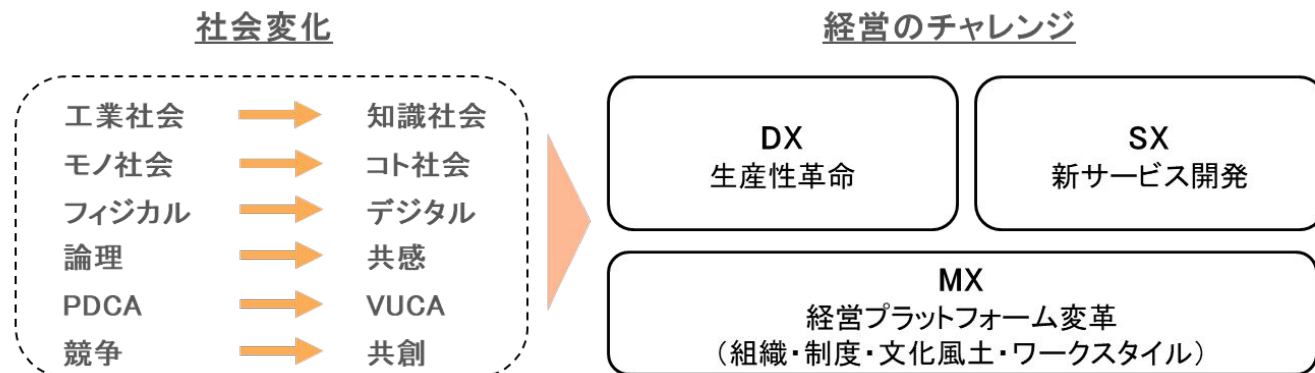 社会変化
工業社会 知識社会
モノ社会 コト社会
フィジカル デジタル
論理 共感
PDCA VUCA
競争 共創
経営のチャレンジ
DX
生産性革命
SX
新サービス開発
MX
経営プラットフォーム変革
（組織・制度・文化風土・ワークスタイル）